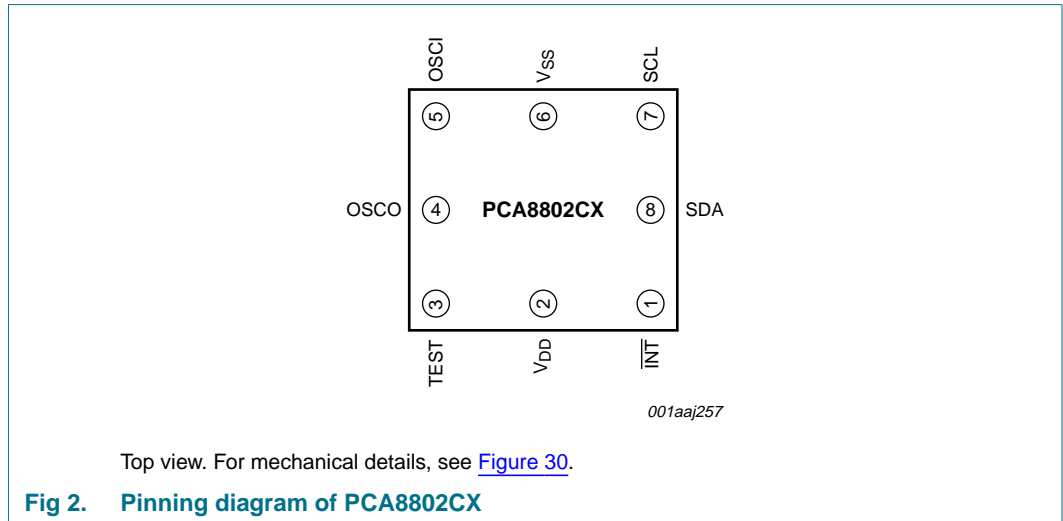 OSCI VSS SCL
5 6 7
OSCO 4 PCA8802CX 8 SDA
3 2 1
TEST VDD INT
001aaj257
Top view. For mechanical details, see Figure 30.
Fig 2. Pinning diagram of PCA8802CX